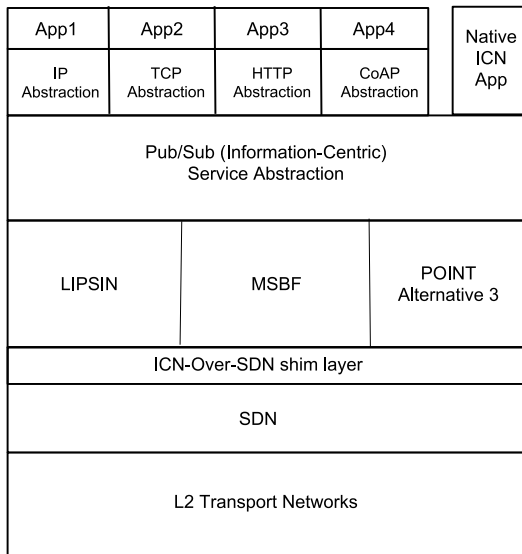 App1
App2
App3
App4
Native
ICN
App
IP
Abstraction
TCP
Abstraction
HTTP
Abstraction
CoAP
Abstraction
Pub/Sub (Information-Centric)
Service Abstraction
LIPSIN
MSBF
POINT
Alternative 3
ICN-Over-SDN shim layer
SDN
L2 Transport Networks